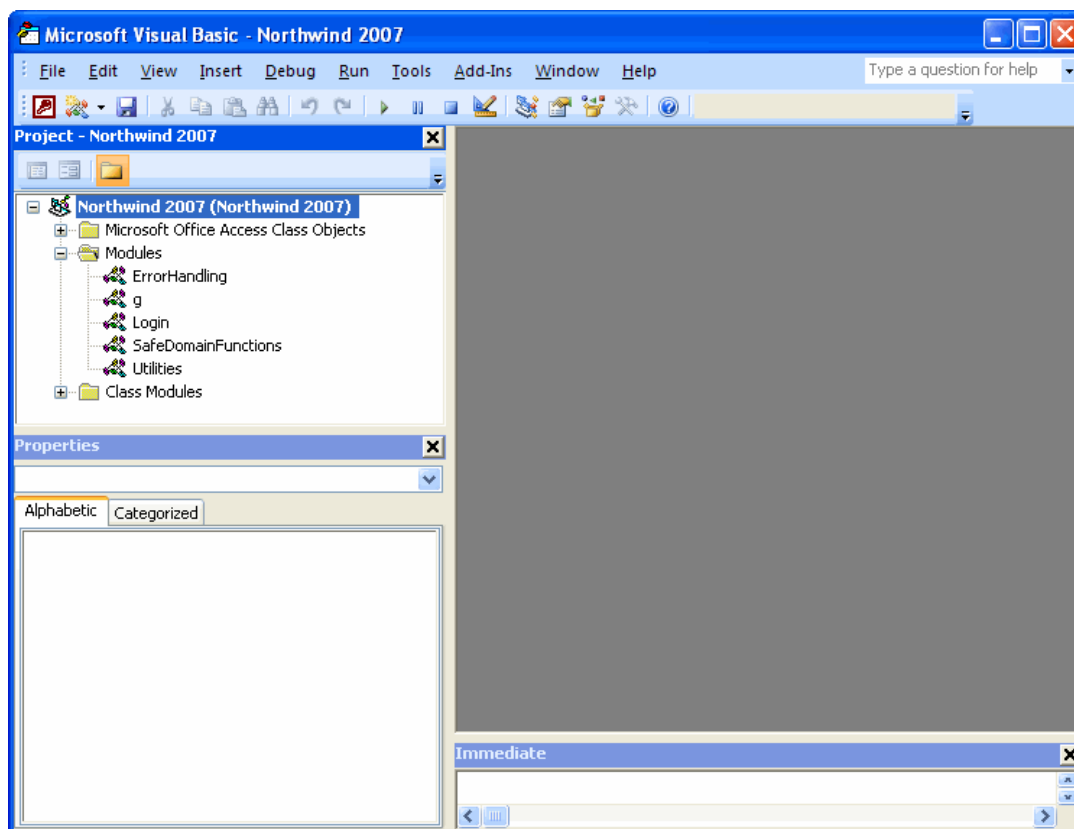 Microsoft Visual Basic - Northwind 2007
File Edit View Insert Debug Run Tools Add-Ins Window Help Type a question for help
Project - Northwind 2007
Northwind 2007 (Northwind 2007)
Microsoft Office Access Class Objects
Modules
ErrorHandling
g
Login
SafeDomainFunctions
Utilities
Class Modules
Properties
Alphabetic Categorized
Immediate